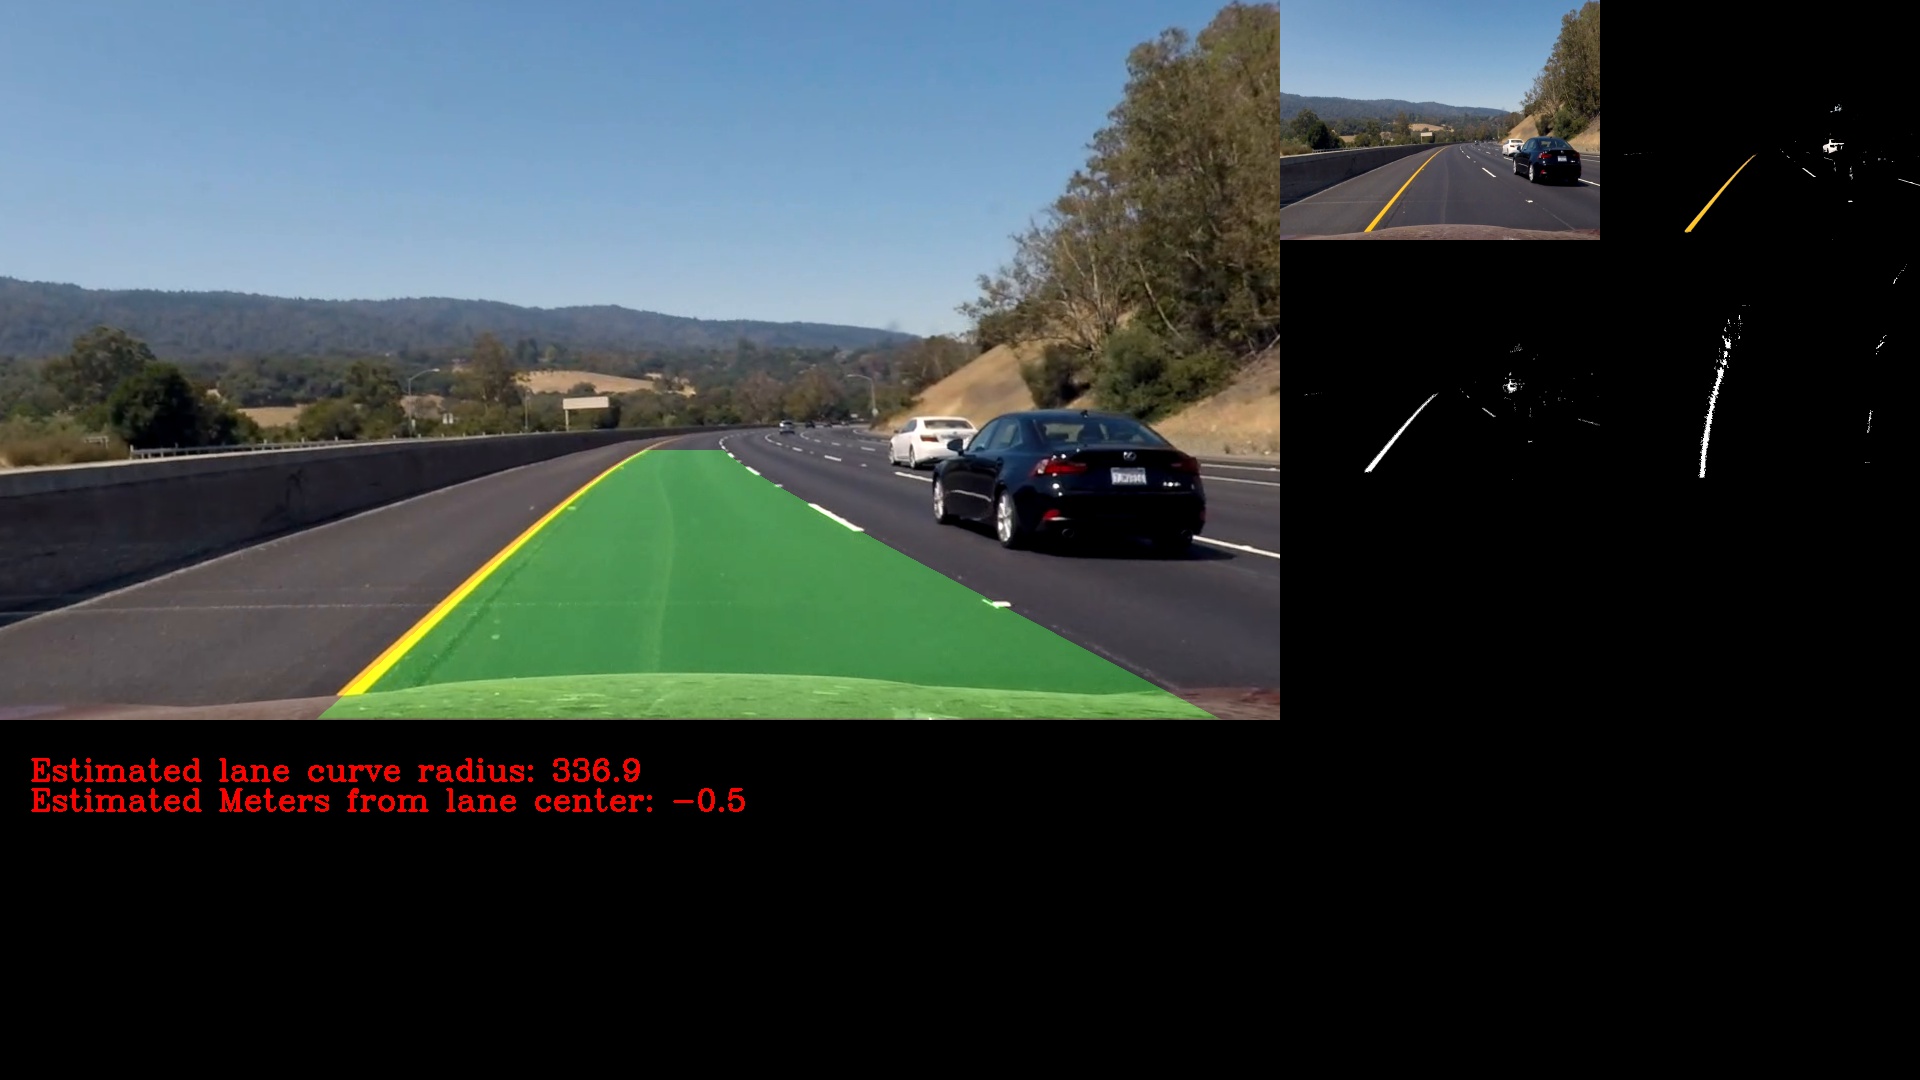 Estimated lane curve radius: 336.9
Estimated Meters from lane center: −0.5